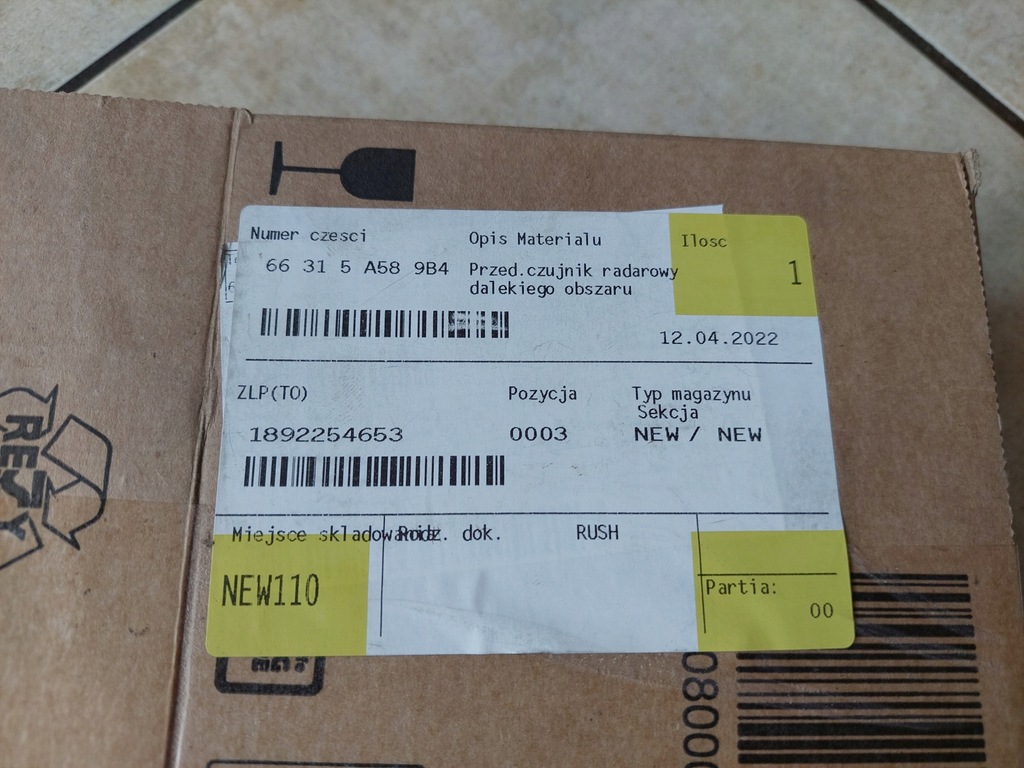 Numer czesci
Opis Materialu
Ilosc
66 31 5 A58 9B4
Przed.czujnik radarowy
dalekiego obszaru
1
12.04.2022
ZLP(TO)
Pozycja
Typ magazynu
Sekcja
1892254653
0003
NEW / NEW
Miejsce skladowania
Rodz. dok.
RUSH
NEW110
Partia:
00
RESY